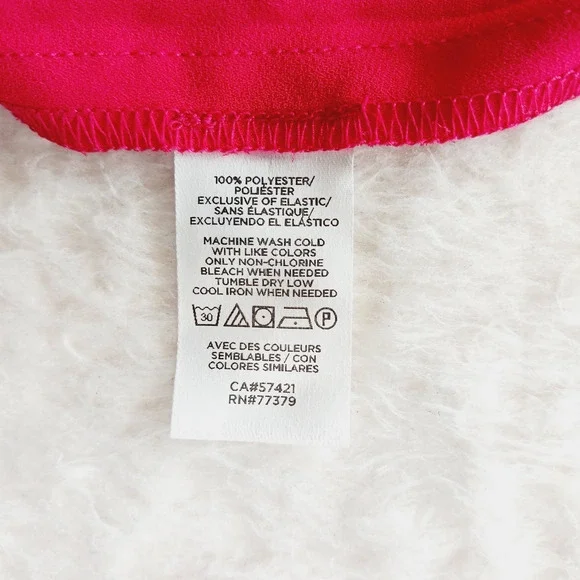 100% POLYESTER/
POLIÉSTER
EXCLUSIVE OF ELASTIC/
SANS ÉLASTIQUE/
EXCLUYENDO EL ELÁSTICO
MACHINE WASH COLD
WITH LIKE COLORS
ONLY NON-CHLORINE
BLEACH WHEN NEEDED
TUMBLE DRY LOW
COOL IRON WHEN NEEDED
30 P
AVEC DES COULEURS
SEMBLABLES / CON
COLORES SIMILARES
CA#57421
RN#77379